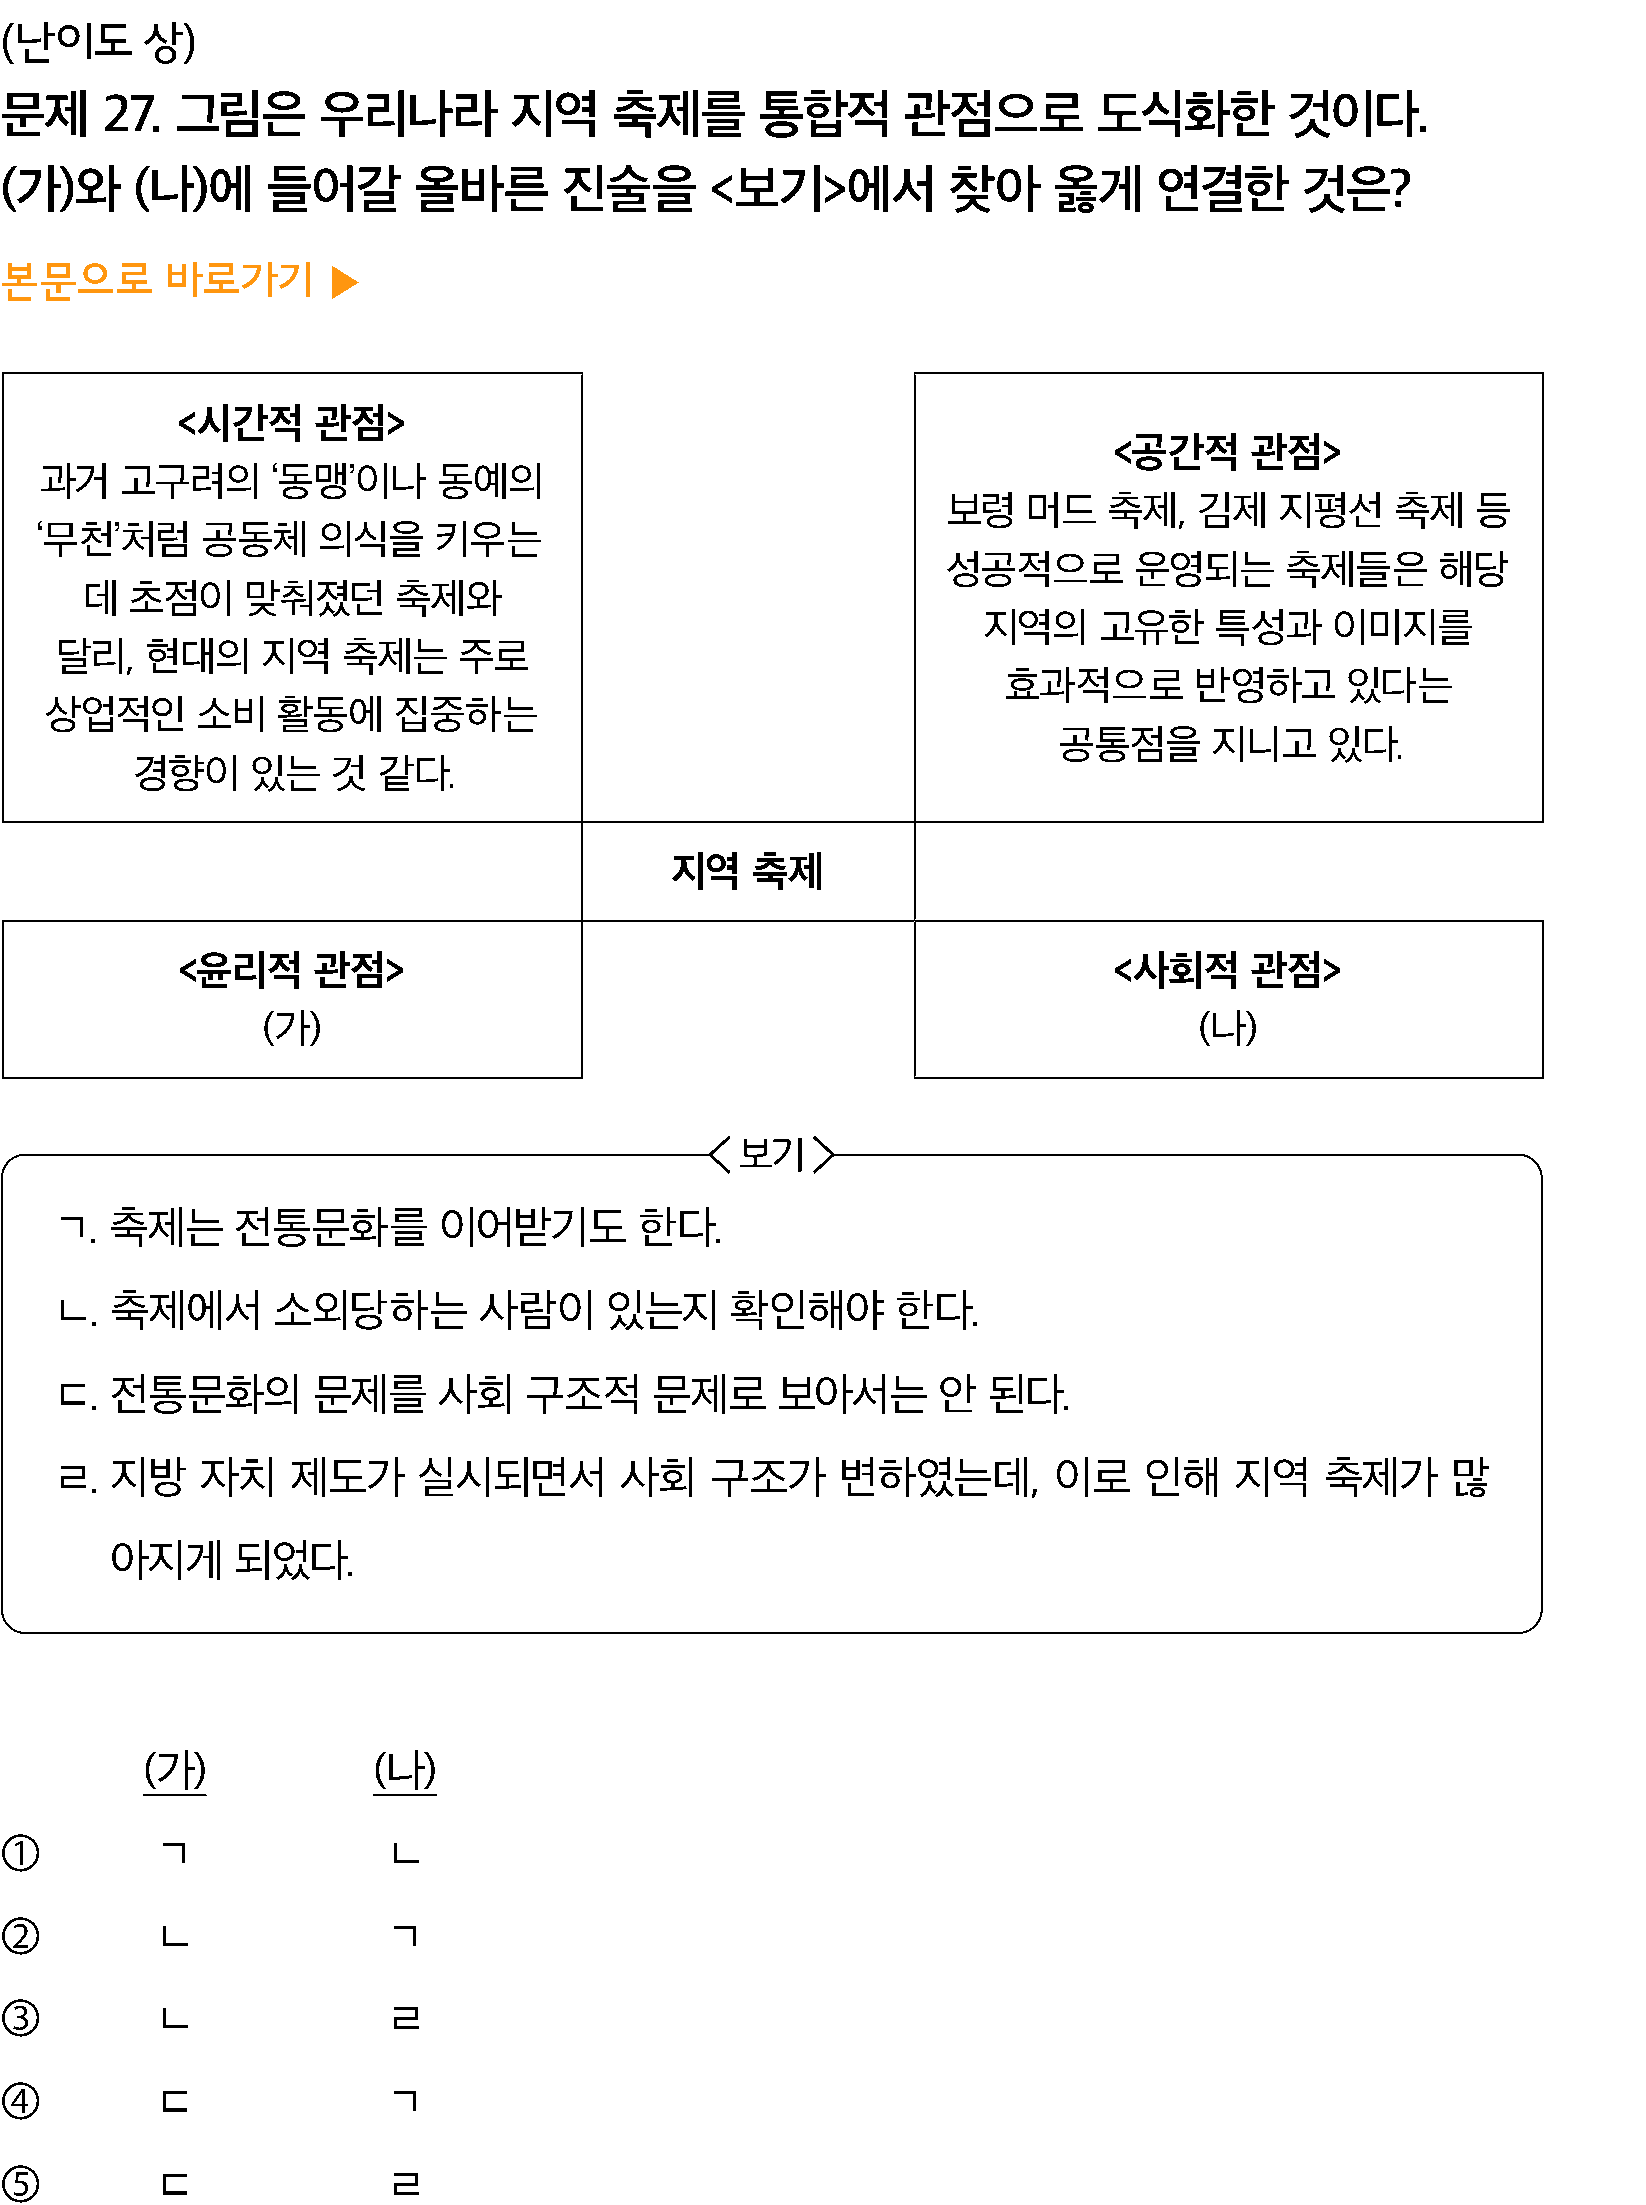 (난이도 상)
문제 27. 그림은 우리나라 지역 축제를 통합적 관점으로 도식화한 것이다.
(가)와 (나)에 들어갈 올바른 진술을 <보기>에서 찾아 옳게 연결한 것은?
본문으로 바로가기 ▶
<시간적 관점>
과거 고구려의 ‘동맹’이나 동예의
‘무천’처럼 공동체 의식을 키우는
데 초점이 맞춰졌던 축제와
달리, 현대의 지역 축제는 주로
상업적인 소비 활동에 집중하는
경향이 있는 것 같다.
<공간적 관점>
보령 머드 축제, 김제 지평선 축제 등
성공적으로 운영되는 축제들은 해당
지역의 고유한 특성과 이미지를
효과적으로 반영하고 있다는
공통점을 지니고 있다.
지역 축제
<윤리적 관점>
(가)
<사회적 관점>
(나)
<보기>
ㄱ. 축제는 전통문화를 이어받기도 한다.
ㄴ. 축제에서 소외당하는 사람이 있는지 확인해야 한다.
ㄷ. 전통문화의 문제를 사회 구조적 문제로 보아서는 안 된다.
ㄹ. 지방 자치 제도가 실시되면서 사회 구조가 변하였는데, 이로 인해 지역 축제가 많
아지게 되었다.
(가) (나)
① ㄱ ㄴ
② ㄴ ㄱ
③ ㄴ ㄹ
④ ㄷ ㄱ
⑤ ㄷ ㄹ